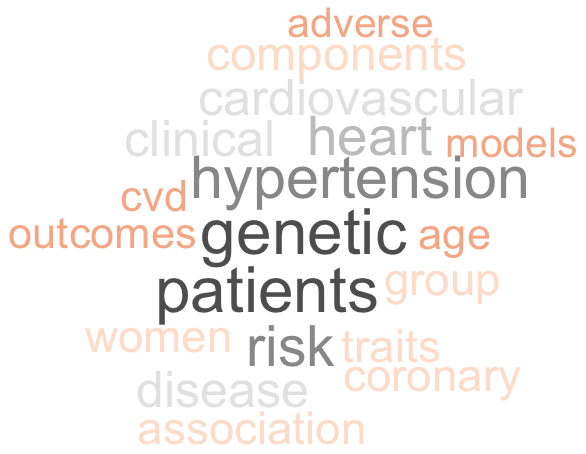 adverse
components
cardiovascular
clinical heart models
hypertension
cvd
outcomes genetic age
patients group
women risk traits
coronary
disease
association